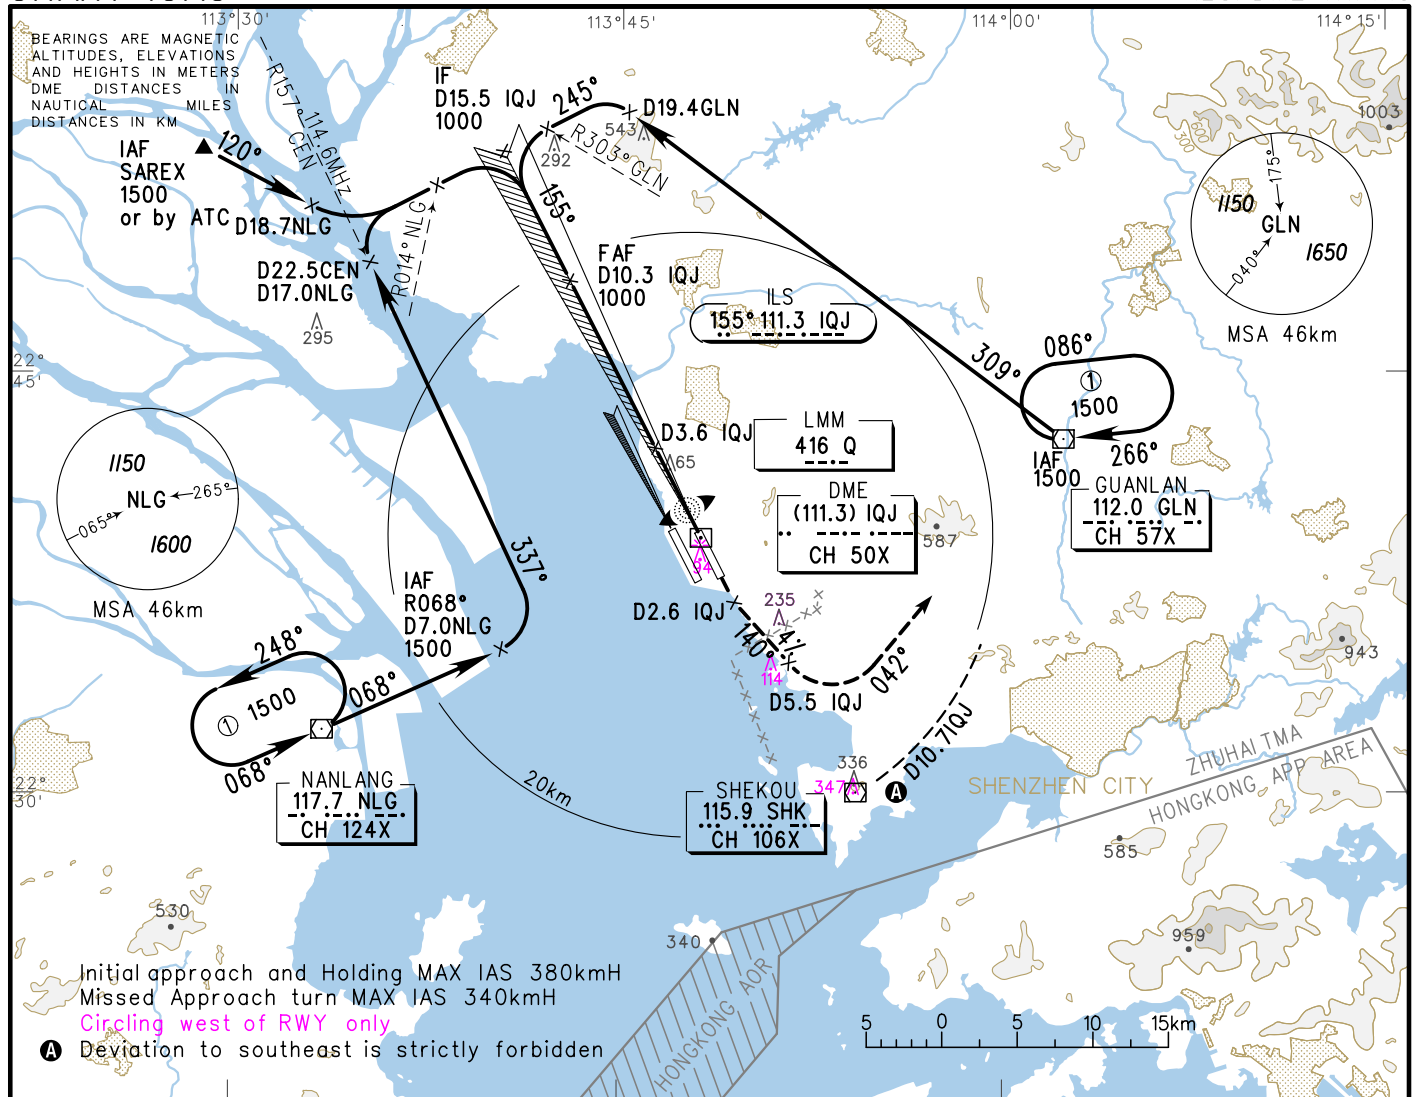 113°30'
113°45'
114°00'
114°15'
BEARINGS ARE MAGNETIC
ALTITUDES, ELEVATIONS
AND HEIGHTS IN METERS
DME DISTANCES IN
NAUTICAL MILES
DISTANCES IN KM
IAF
SAREX
1500
or by ATC
120°
D18.7NLG
R157°
114.6MHz
CEN
D22.5CEN
D17.0NLG
R014° NLG
295
IF
D15.5 IQJ
1000
245°
D19.4GLN
543
292
R303° GLN
155°
FAF
D10.3 IQJ
1000
ILS
155° 111.3 IQJ
1003
300
600
1150
175°
GLN
040°
1650
MSA 46km
22°
45'
309°
086°
1
1500
266°
IAF
1500
GUANLAN
112.0 GLN
CH 57X
1150
NLG
265°
065°
1600
MSA 46km
D3.6 IQJ
65
LMM
416 Q
DME
(111.3) IQJ
CH 50X
587
94
337°
IAF
R068°
D7.0NLG
1500
D2.6 IQJ
235
4%
140°
114
D5.5 IQJ
042°
943
248°
1
1500
068°
068°
NANLANG
117.7 NLG
CH 124X
20km
D10.7IQJ
336
347
A
SHEKOU
115.9 SHK
CH 106X
SHENZHEN CITY
ZHUHAI TMA
HONGKONG APP AREA
22°
30'
585
530
340
959
HONGKONG AOR
Initial approach and Holding MAX IAS 380kmH
Missed Approach turn MAX IAS 340kmH
Circling west of RWY only
A Deviation to southeast is strictly forbidden
5 0 5 10 15km